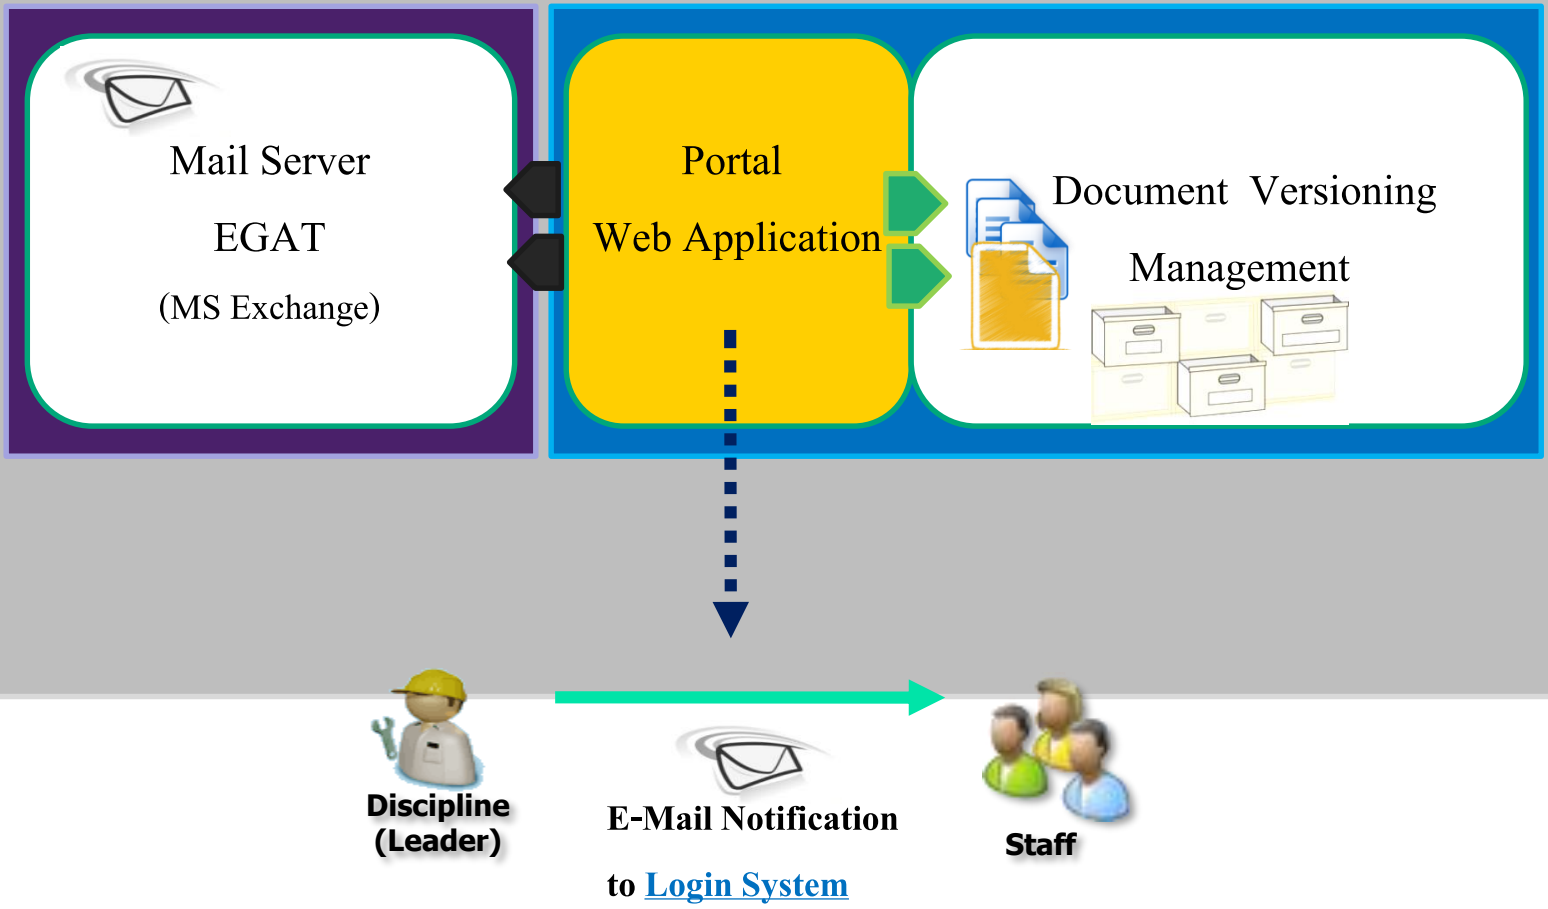 Mail Server
EGAT
(MS Exchange)
Portal
Web Application
Document Versioning
Management
Discipline
(Leader)
E-Mail Notification
to Login System
Staff